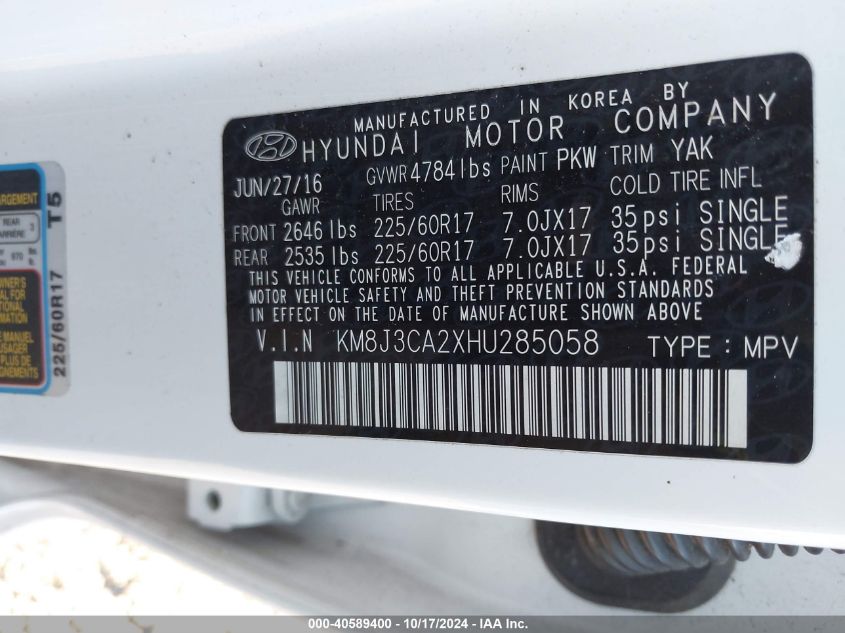 MANUFACTURED IN KOREA BY
HYUNDAI MOTOR COMPANY
JUN/27/16 GVWR 4784lbs PAINT PKW TRIM YAK
GAWR TIRES RIMS COLD TIRE INFL
FRONT 2646 lbs 225/60R17 7.0JX17 35psi SINGLE
REAR 2535 lbs 225/60R17 7.0JX17 35psi SINGLE
THIS VEHICLE CONFORMS TO ALL APPLICABLE U.S.A. FEDERAL
MOTOR VEHICLE SAFETY AND THEFT PREVENTION STANDARDS
IN EFFECT ON THE DATE OF MANUFACTURE SHOWN ABOVE
V.I.N KM8J3CA2XHU285058 TYPE : MPV
REAR 3
225/60R17 T5
000-40589400 - 10/17/2024 - IAA Inc.